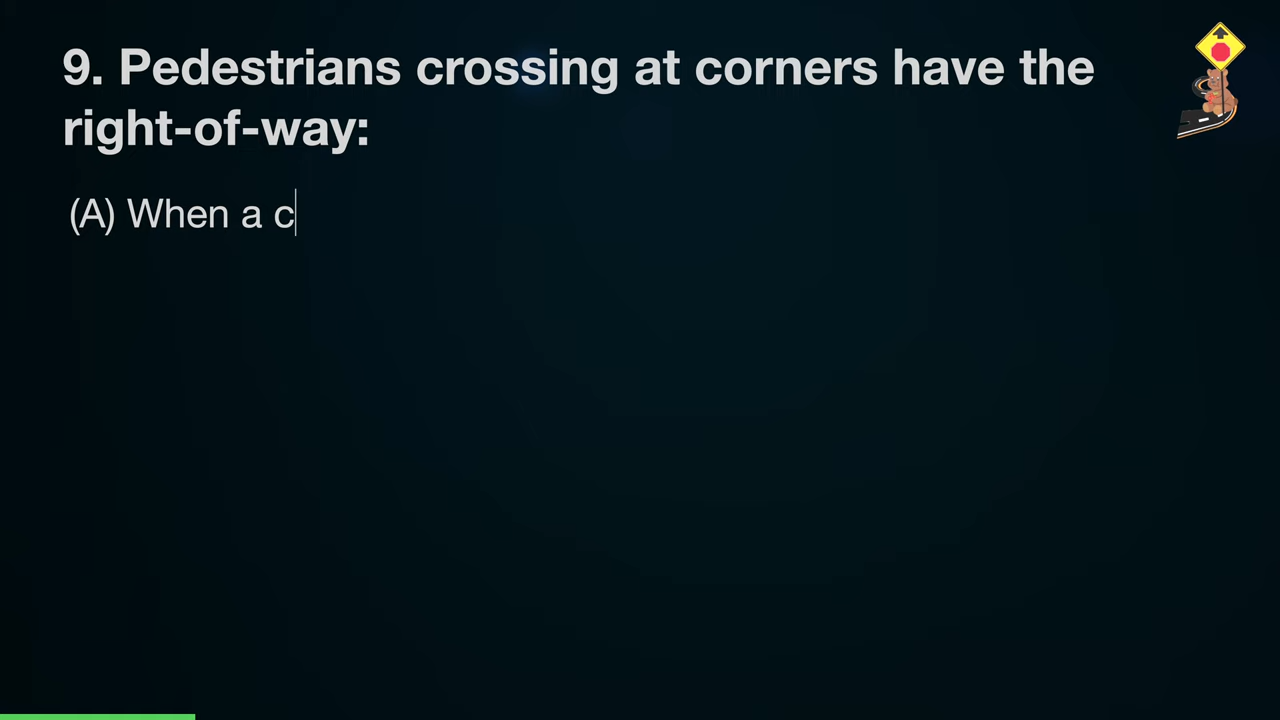 9. Pedestrians crossing at corners have the
right-of-way:
(A) When a c